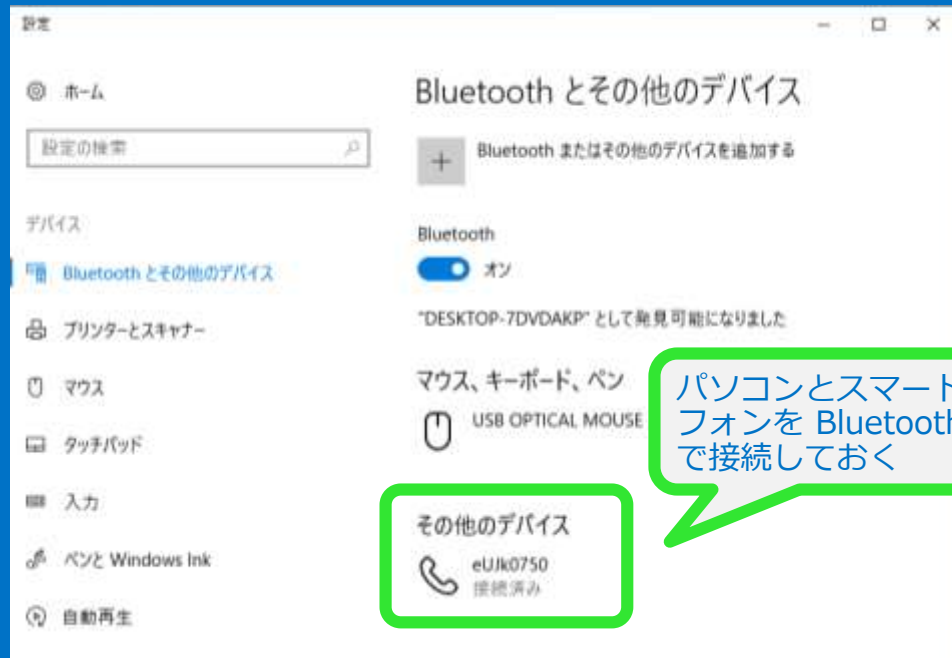 設定
ホーム
設定の検索
デバイス
Bluetooth とその他のデバイス
プリンターとスキャナー
マウス
タッチパッド
入力
ペンと Windows Ink
自動再生
Bluetooth とその他のデバイス
Bluetooth またはその他のデバイスを追加する
Bluetooth
オン
"DESKTOP-7DVDAKP" として発見可能になりました
マウス、キーボード、ペン
USB OPTICAL MOUSE
その他のデバイス
eUJk0750
接続済み
パソコンとスマート
フォンを Bluetooth
で接続しておく